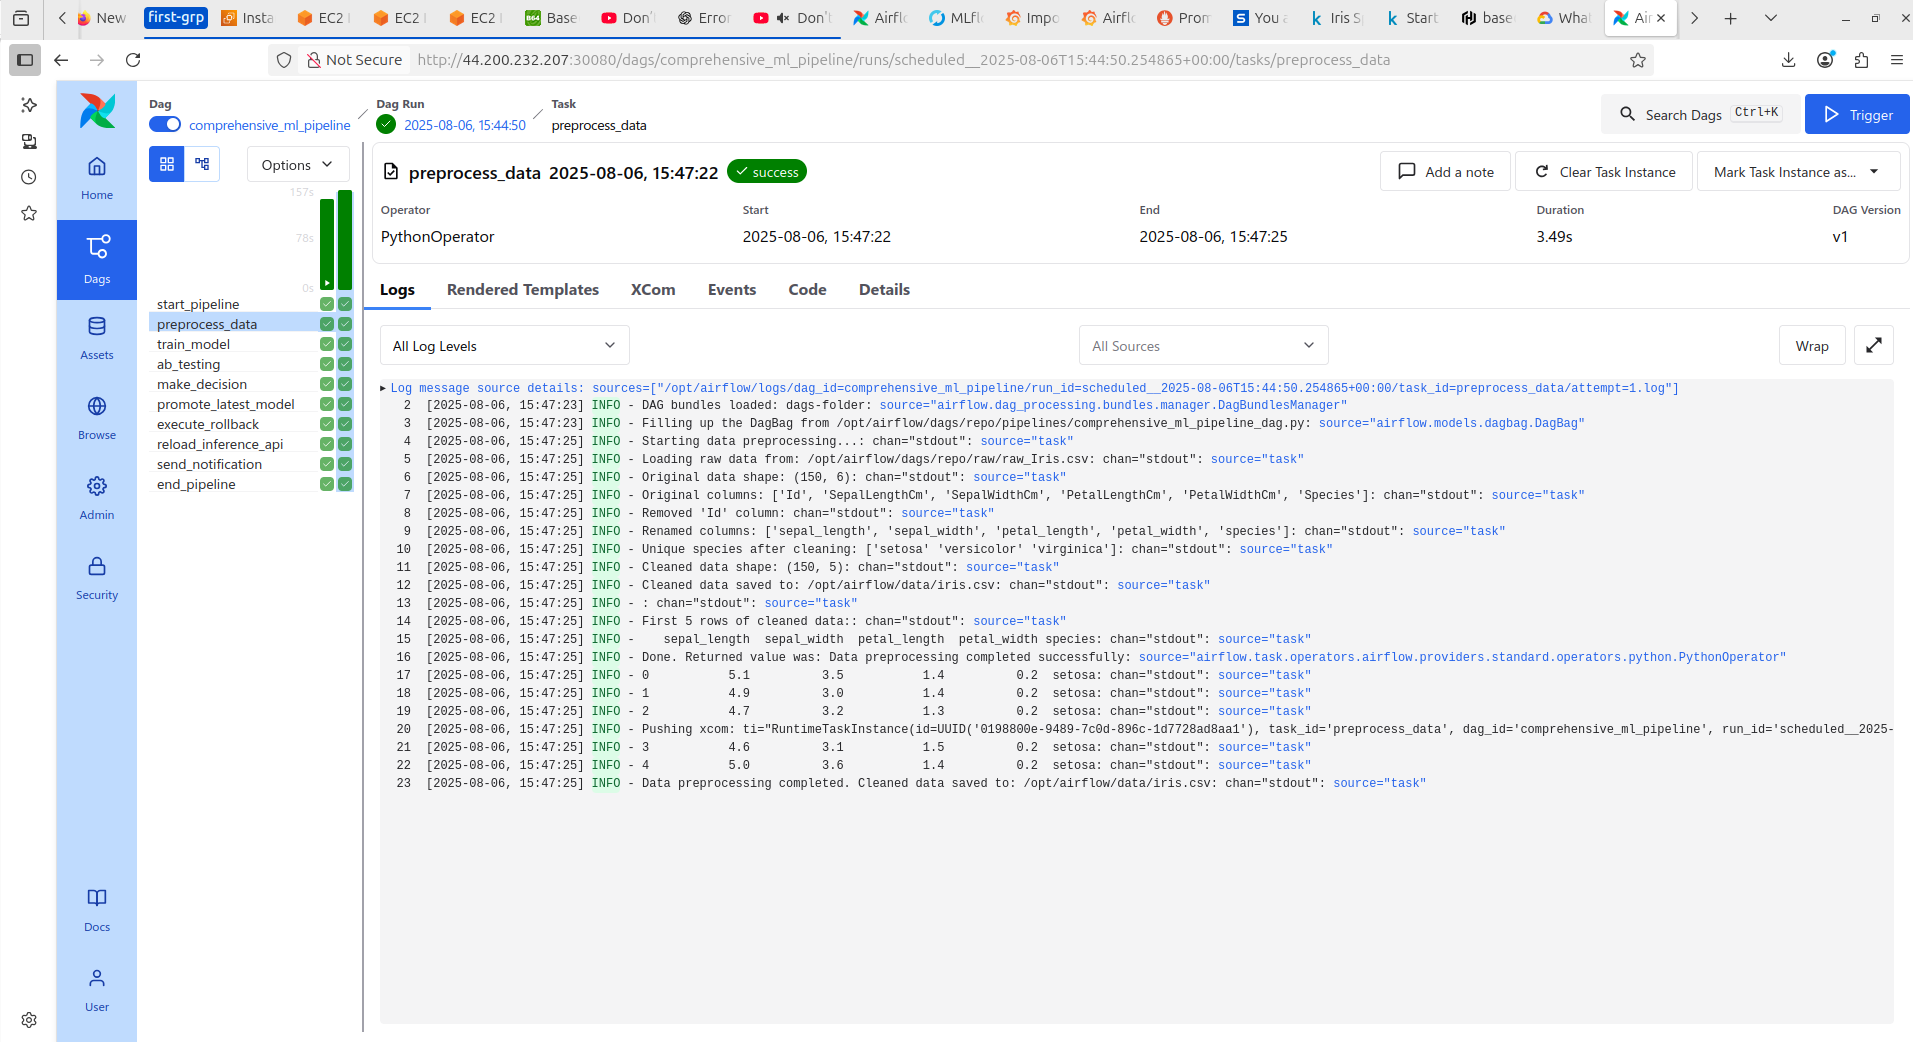 New
first-grp
Insta
EC2
EC2
EC2
B64 Base
Don'
Erro
Don't
Airfl
MLfl
Impo
Airfl
Pron
S You a
k Iris S
k Start
base
What
Air
Not Secure
http://44.200.232.207:30080/dags/comprehensive_ml_pipeline/runs/scheduled__2025-08-06T15:44:50.254865+00:00/tasks/preprocess_data
Home
Dags
Assets
Browse
Admin
Security
Docs
User
Dag
comprehensive_ml_pipeline
Dag Run
2025-08-06, 15:44:50
Task
preprocess_data
Search Dags Ctrl+K
Trigger
Options
157s
78s
0s
start_pipeline
preprocess_data
train_model
ab_testing
make_decision
promote_latest_model
execute_rollback
reload_inference_api
send_notification
end_pipeline
preprocess_data 2025-08-06, 15:47:22 success
Add a note
Clear Task Instance
Mark Task Instance as...
Operator Start End Duration DAG Version
PythonOperator 2025-08-06, 15:47:22 2025-08-06, 15:47:25 3.49s v1
Logs Rendered Templates XCom Events Code Details
All Log Levels
All Sources
Wrap
Log message source details: sources=["/opt/airflow/logs/dag_id=comprehensive_ml_pipeline/run_id=scheduled__2025-08-06T15:44:50.254865+00:00/task_id=preprocess_data/attempt=1.log"]
2 [2025-08-06, 15:47:23] INFO - DAG bundles loaded: dags-folder: source="airflow.dag_processing.bundles.manager.DagBundlesManager"
3 [2025-08-06, 15:47:23] INFO - Filling up the DagBag from /opt/airflow/dags/repo/pipelines/comprehensive_ml_pipeline_dag.py: source="airflow.models.dagbag.DagBag"
4 [2025-08-06, 15:47:25] INFO - Starting data preprocessing...: chan="stdout": source="task"
5 [2025-08-06, 15:47:25] INFO - Loading raw data from: /opt/airflow/dags/repo/raw/raw_Iris.csv: chan="stdout": source="task"
6 [2025-08-06, 15:47:25] INFO - Original data shape: (150, 6): chan="stdout": source="task"
7 [2025-08-06, 15:47:25] INFO - Original columns: ['Id', 'SepalLengthCm', 'SepalWidthCm', 'PetalLengthCm', 'PetalWidthCm', 'Species']: chan="stdout": source="task"
8 [2025-08-06, 15:47:25] INFO - Removed 'Id' column: chan="stdout": source="task"
9 [2025-08-06, 15:47:25] INFO - Renamed columns: ['sepal_length', 'sepal_width', 'petal_length', 'petal_width', 'species']: chan="stdout": source="task"
10 [2025-08-06, 15:47:25] INFO - Unique species after cleaning: ['setosa' 'versicolor' 'virginica']: chan="stdout": source="task"
11 [2025-08-06, 15:47:25] INFO - Cleaned data shape: (150, 5): chan="stdout": source="task"
12 [2025-08-06, 15:47:25] INFO - Cleaned data saved to: /opt/airflow/data/iris.csv: chan="stdout": source="task"
13 [2025-08-06, 15:47:25] INFO - : chan="stdout": source="task"
14 [2025-08-06, 15:47:25] INFO - First 5 rows of cleaned data:: chan="stdout": source="task"
15 [2025-08-06, 15:47:25] INFO - sepal_length sepal_width petal_length petal_width species: chan="stdout": source="task"
16 [2025-08-06, 15:47:25] INFO - Done. Returned value was: Data preprocessing completed successfully: source="airflow.task.operators.airflow.providers.standard.operators.python.PythonOperator"
17 [2025-08-06, 15:47:25] INFO - 0 5.1 3.5 1.4 0.2 setosa: chan="stdout": source="task"
18 [2025-08-06, 15:47:25] INFO - 1 4.9 3.0 1.4 0.2 setosa: chan="stdout": source="task"
19 [2025-08-06, 15:47:25] INFO - 2 4.7 3.2 1.3 0.2 setosa: chan="stdout": source="task"
20 [2025-08-06, 15:47:25] INFO - Pushing xcom: ti="RuntimeTaskInstance(id=UUID('0198800e-9489-7c0d-896c-1d7728ad8aa1'), task_id='preprocess_data', dag_id='comprehensive_ml_pipeline', run_id='scheduled__2025-
21 [2025-08-06, 15:47:25] INFO - 3 4.6 3.1 1.5 0.2 setosa: chan="stdout": source="task"
22 [2025-08-06, 15:47:25] INFO - 4 5.0 3.6 1.4 0.2 setosa: chan="stdout": source="task"
23 [2025-08-06, 15:47:25] INFO - Data preprocessing completed. Cleaned data saved to: /opt/airflow/data/iris.csv: chan="stdout": source="task"